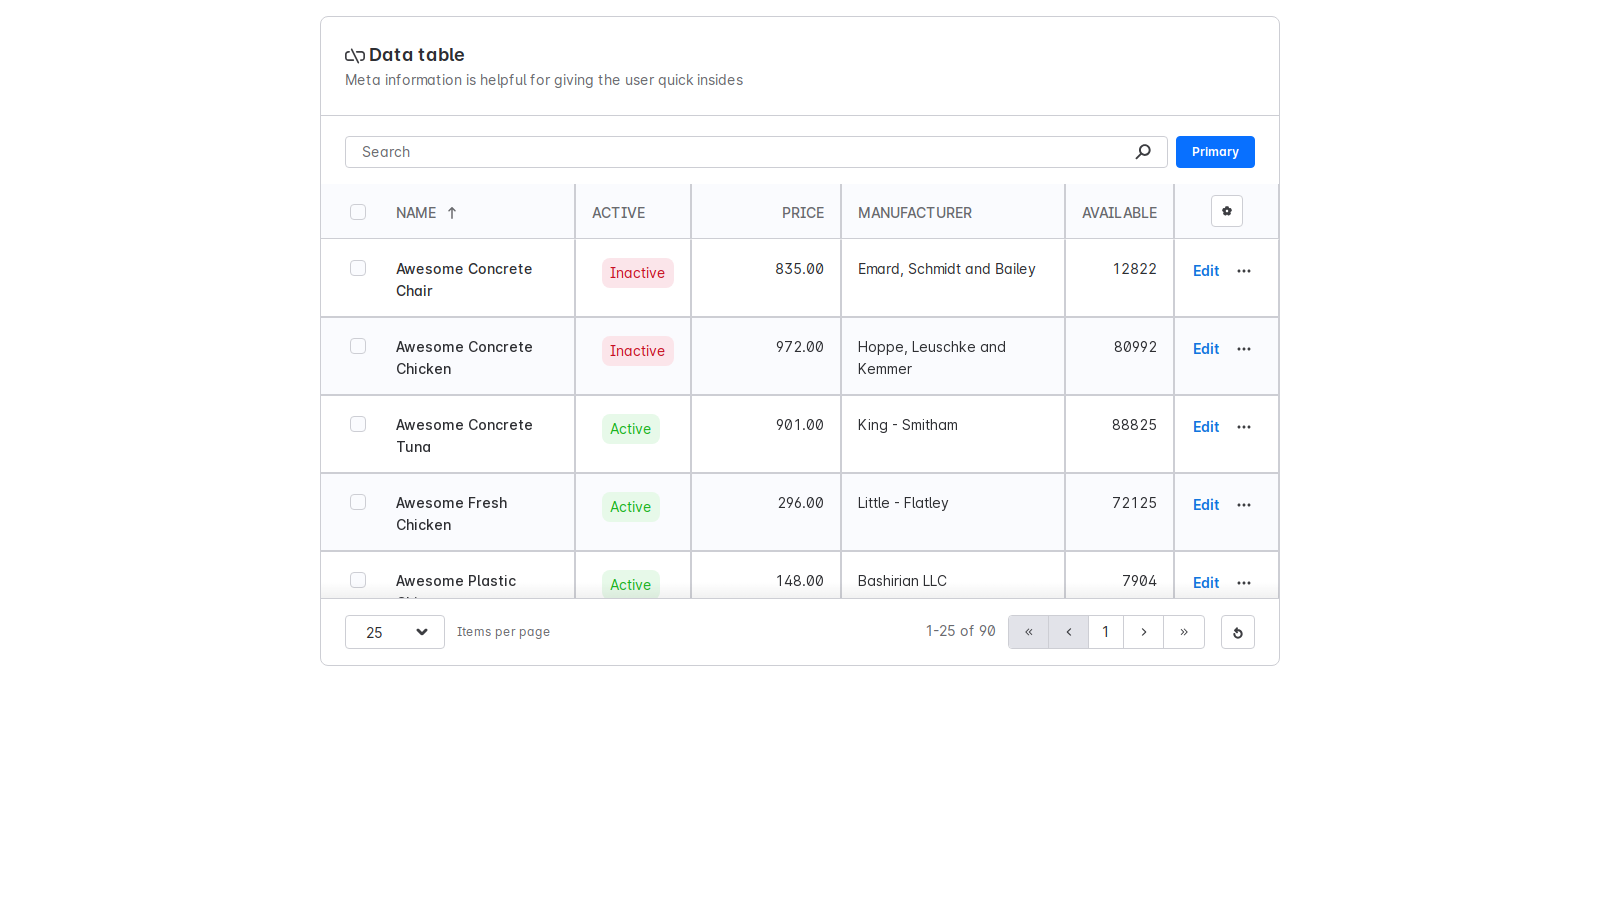 Data table
Meta information is helpful for giving the user quick insides
Search
Primary
NAME ACTIVE PRICE MANUFACTURER AVAILABLE
Awesome Concrete Chair Inactive 835.00 Emard, Schmidt and Bailey 12822 Edit
Awesome Concrete Chicken Inactive 972.00 Hoppe, Leuschke and Kemmer 80992 Edit
Awesome Concrete Tuna Active 901.00 King - Smitham 88825 Edit
Awesome Fresh Chicken Active 296.00 Little - Flatley 72125 Edit
Awesome Plastic Active 148.00 Bashirian LLC 7904 Edit
25 Items per page 1-25 of 90 « ‹ 1 › »